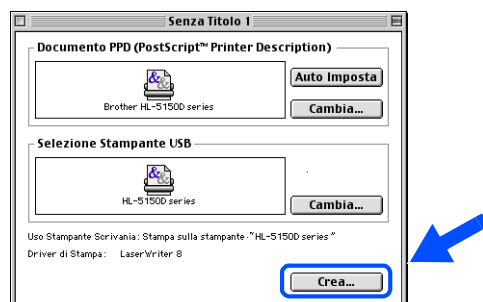 Senza Titolo 1
Documento PPD (PostScript™ Printer Description)
Auto Imposta
Brother HL-5150D series
Cambia...
Selezione Stampante USB
HL-5150D series
Cambia...
Uso Stampante Scrivania: Stampa sulla stampante "HL-5150D series"
Driver di Stampa: LaserWriter 8
Crea...